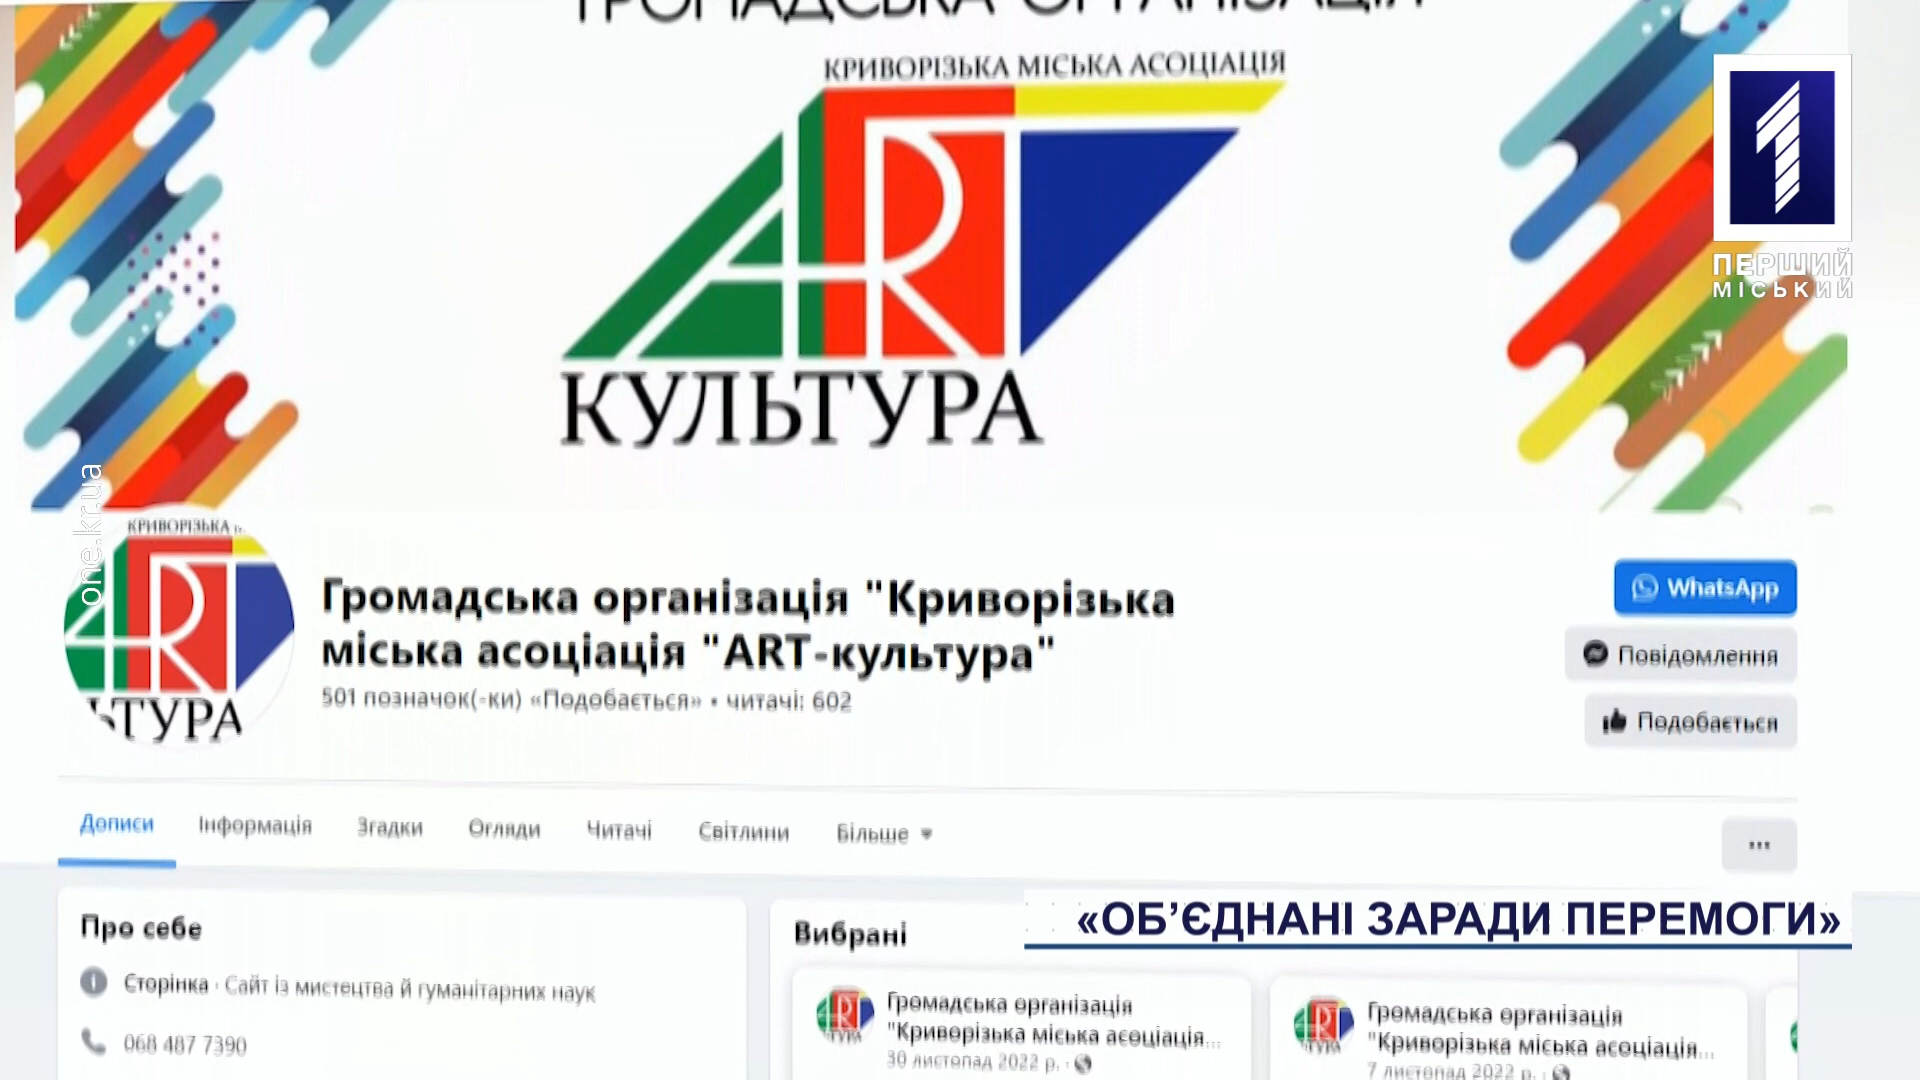 ГРОМАДСЬКА ОРГАНІЗАЦІЯ
КРИВОРІЗЬКА МІСЬКА АСОЦІАЦІЯ
ART
КУЛЬТУРА
1
ПЕРШИЙ
МІСЬКИЙ
one.kr.ua
КРИВОРІЗЬКА
ART
ЬТУРА
Громадська організація "Криворізька
міська асоціація "ART-культура"
501 позначок(-ки) «Подобається» • читачі: 602
WhatsApp
Повідомлення
Подобається
Дописи Інформація Згадки Огляди Читачі Світлини Більше
...
«ОБ’ЄДНАНІ ЗАРАДИ ПЕРЕМОГИ»
Про себе
Сторінка · Сайт із мистецтва й гуманітарних наук
068 487 7390
Вибрані
Громадська організація
"Криворізька міська асоціація...
30 листопад 2022 р. ·
Громадська організація
"Криворізька міська асоціація...
7 листопад 2022 р. ·